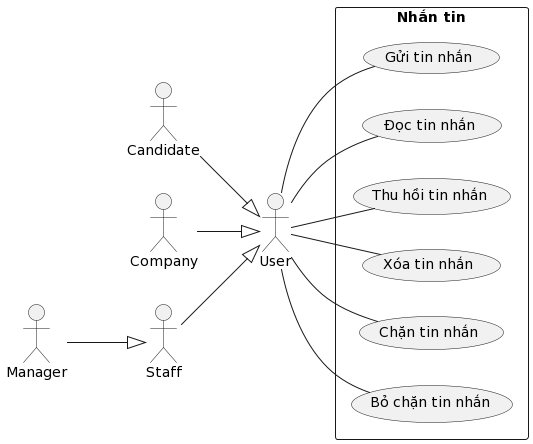 Nhắn tin
Gửi tin nhắn
Đọc tin nhắn
Candidate
Thu hồi tin nhắn
Company
User
Xóa tin nhắn
Chặn tin nhắn
Manager
Staff
Bỏ chặn tin nhắn